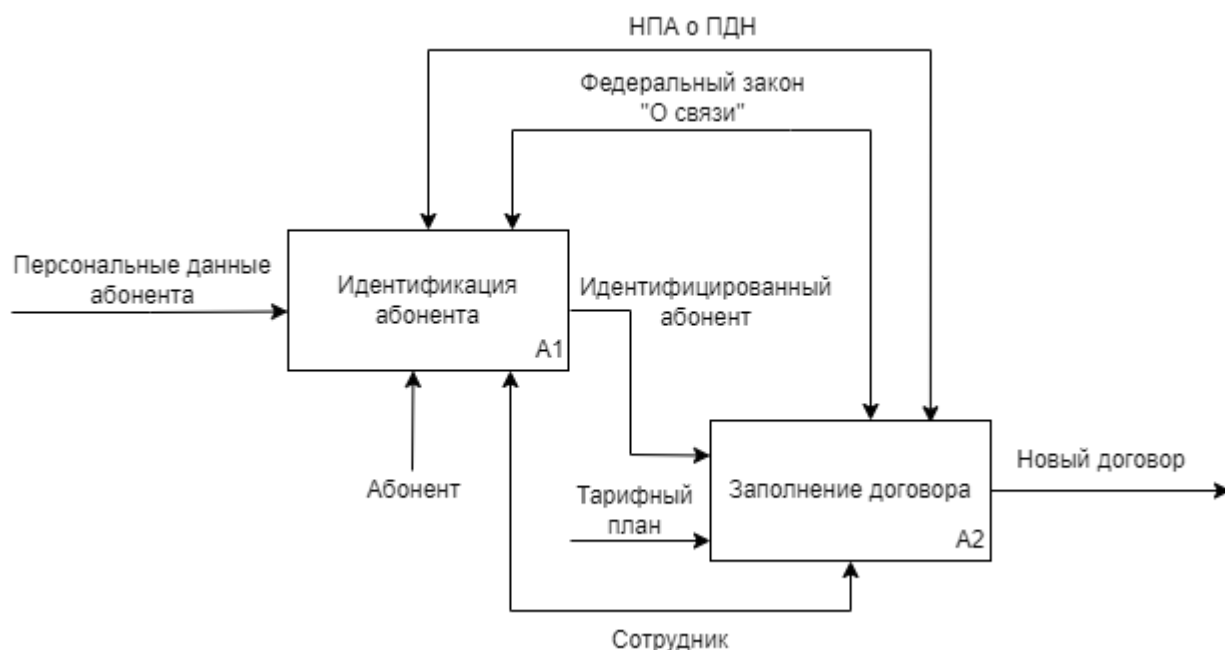 НПА о ПДН
Федеральный закон
"О связи"
Персональные данные
абонента
Идентификация
абонента
A1
Идентифицированный
абонент
Абонент
Тарифный
план
Заполнение договора
A2
Новый договор
Сотрудник